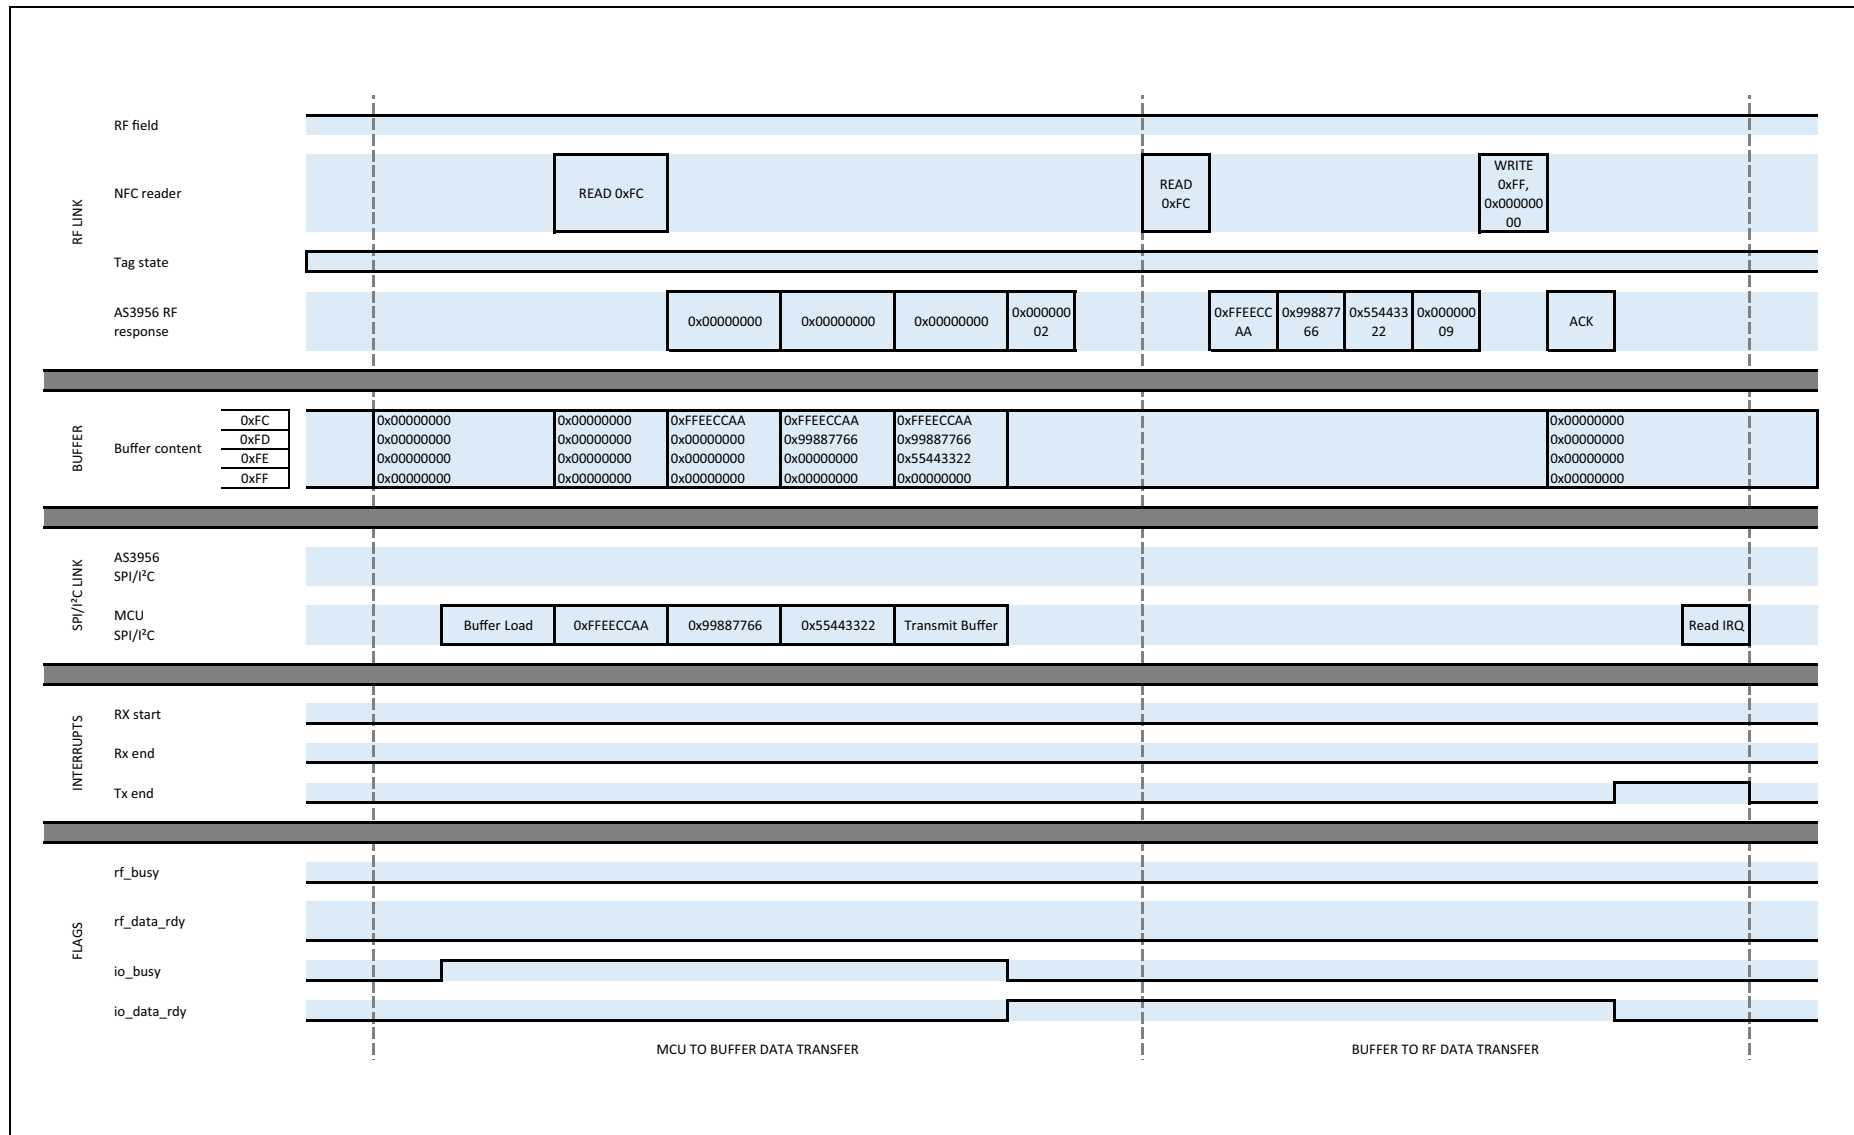 RF LINK
RF field
NFC reader
READ 0xFC
READ
0xFC
WRITE
0xFF,
0x000000
00
Tag state
AS3956 RF
response
0x00000000
0x00000000
0x00000000
0x000000
02
0xFFEECC
AA
0x998877
66
0x554433
22
0x000000
09
ACK
BUFFER
Buffer content
0xFC
0xFD
0xFE
0xFF
0x00000000
0x00000000
0x00000000
0x00000000
0x00000000
0x00000000
0x00000000
0x00000000
0xFFEECCAA
0x00000000
0x00000000
0x00000000
0xFFEECCAA
0x99887766
0x00000000
0x00000000
0xFFEECCAA
0x99887766
0x55443322
0x00000000
0x00000000
0x00000000
0x00000000
0x00000000
SPI/I²C LINK
AS3956
SPI/I²C
MCU
SPI/I²C
Buffer Load
0xFFEECCAA
0x99887766
0x55443322
Transmit Buffer
Read IRQ
INTERRUPTS
RX start
Rx end
Tx end
FLAGS
rf_busy
rf_data_rdy
io_busy
io_data_rdy
MCU TO BUFFER DATA TRANSFER
BUFFER TO RF DATA TRANSFER